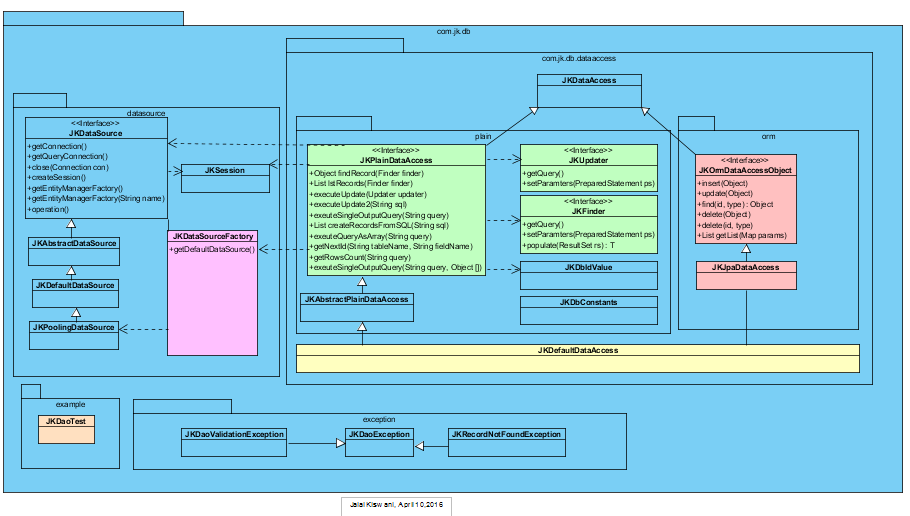 com.jk.db
com.jk.db.dataaccess
JKDataAccess
datasource
<<Interface>>
JKDataSource
+getConnection()
+getQueryConnection()
+close(Connection con)
+createSession()
+getEntityManagerFactory()
+getEntityManagerFactory(String name)
+operation()
JKSession
JKAbstractDataSource
JKDefaultDataSource
JKPoolingDataSource
JKDataSourceFactory
+getDefaultDataSource()
plain
<<Interface>>
JKPlainDataAccess
+Object findRecord(Finder finder)
+List lstRecords(Finder finder)
+executeUpdate(Updater updater)
+executeUpdate2(String sql)
+exeuteSingleOutputQuery(String query)
+List createRecordsFromSQL(String sql)
+executeQueryAsArray(String query)
+getNextId(String tableName, String fieldName)
+getRowsCount(String query)
+exeuteSingleOutputQuery(String query, Object [])
JKAbstractPlainDataAccess
<<Interface>>
JKUpdater
+getQuery()
+setParamters(PreparedStatement ps)
<<Interface>>
JKFinder
+getQuery()
+setParamters(PreparedStatement ps)
+populate(ResultSet rs) : T
JKDbIdValue
JKDbConstants
orm
<<Interface>>
JKOrmDataAccessObject
+insert(Object)
+update(Object)
+find(id, type) : Object
+delete(Object )
+delete(id, type)
+List getList(Map params)
JKJpaDataAccess
JKDefaultDataAccess
example
JKDaoTest
exception
JKDaoValidationException
JKDaoException
JKRecordNotFoundException
Jalal Kiswani, April 10,2016